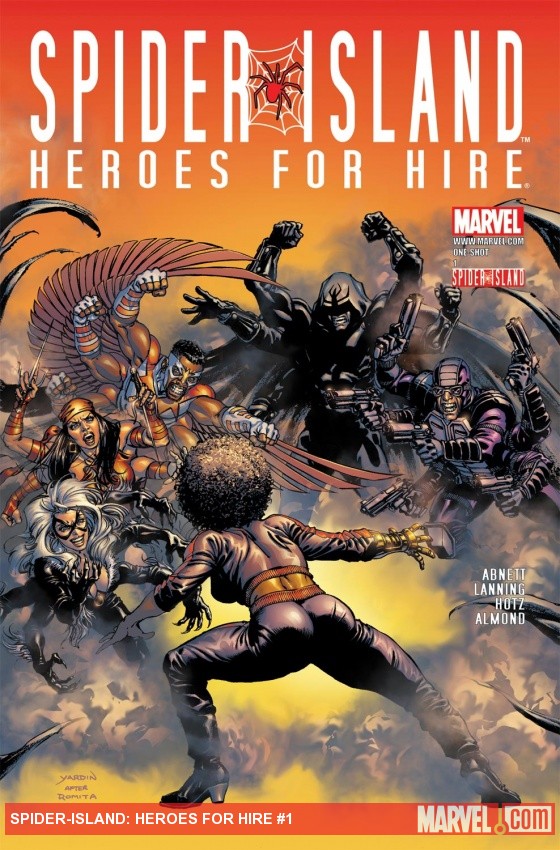 SPIDER ISLAND™
HEROES FOR HIRE®
MARVEL
WWW.MARVEL.COM
ONE-SHOT
1
SPIDER ISLAND
ABNETT
LANNING
HOTZ
ALMOND
YARDIN
AFTER
ROMITA
SPIDER-ISLAND: HEROES FOR HIRE #1
MARVEL.com